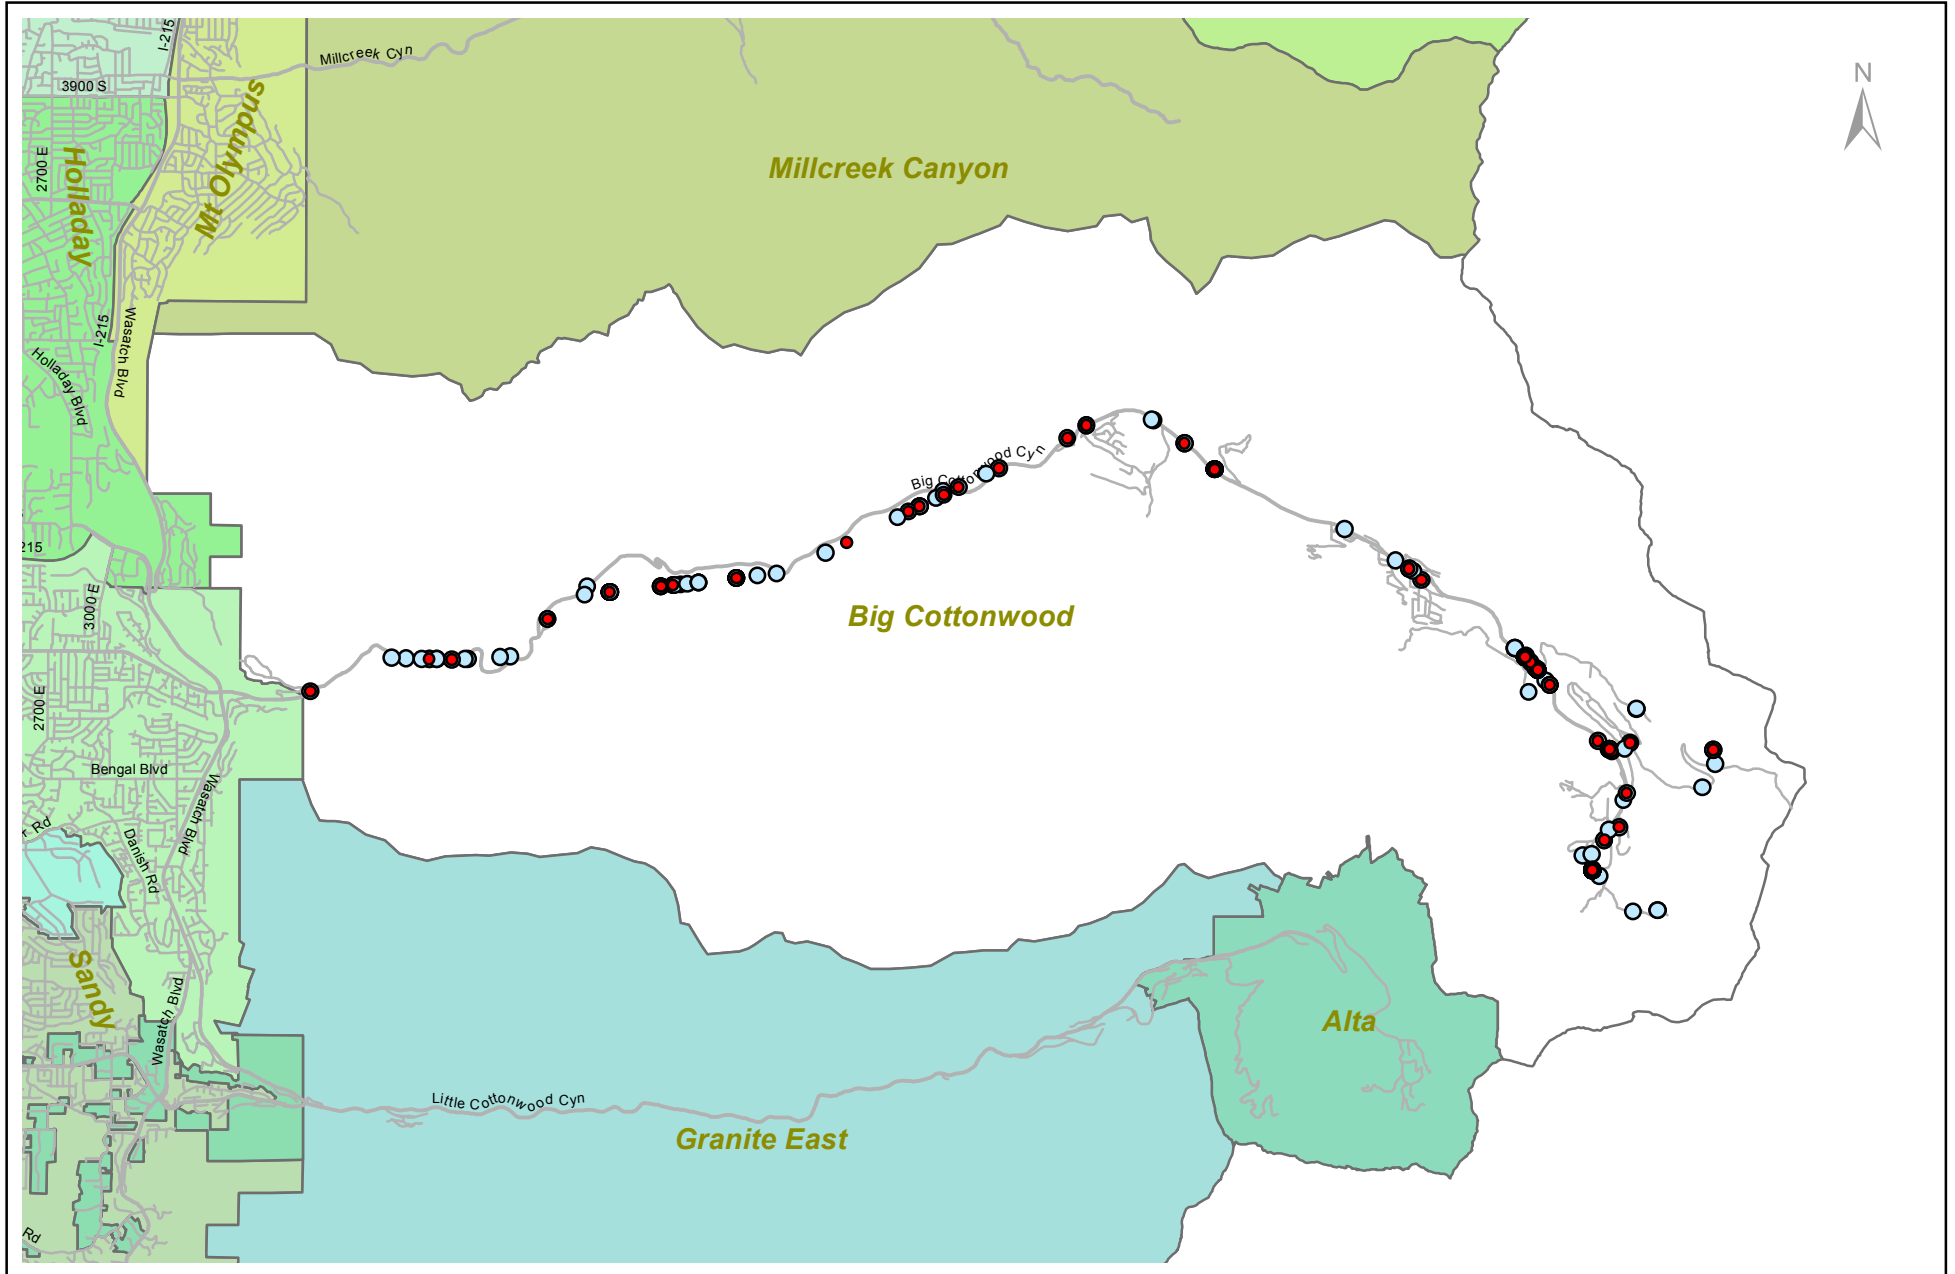 I-215
Millcreek Cyn
3900 S
N
2700 E
Holladay
Mt Olympus
Millcreek Canyon
I-215
Wasatch Blvd
Holladay Blvd
Big Cottonwood Cyn
215
3000 E
Big Cottonwood
2700 E
Bengal Blvd
Wasatch Blvd
r Rd
Danish Rd
Sandy
Wasatch Blvd
Alta
Little Cottonwood Cyn
Granite East
Rd